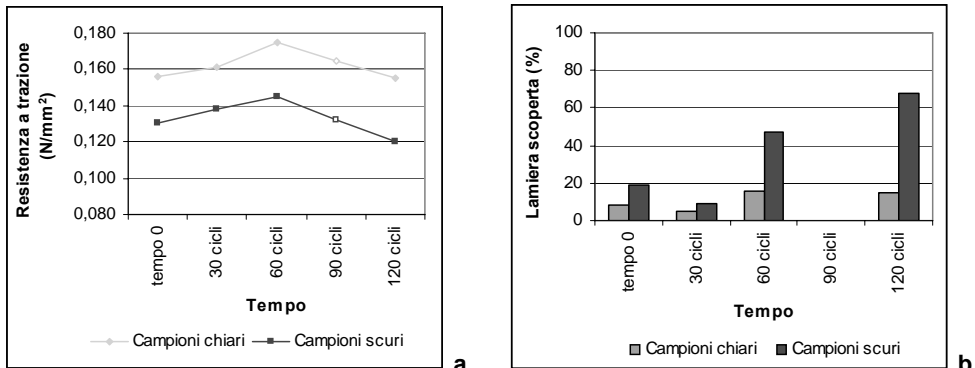 0,180
0,160
0,140
0,120
0,100
0,080
Resistenza a trazione
(N/mm²)
tempo 0
30 cicli
60 cicli
90 cicli
120 cicli
Tempo
Campioni chiari
Campioni scuri
a
100
80
60
40
20
0
Lamiera scoperta (%)
tempo 0
30 cicli
60 cicli
90 cicli
120 cicli
Tempo
Campioni chiari
Campioni scuri
b